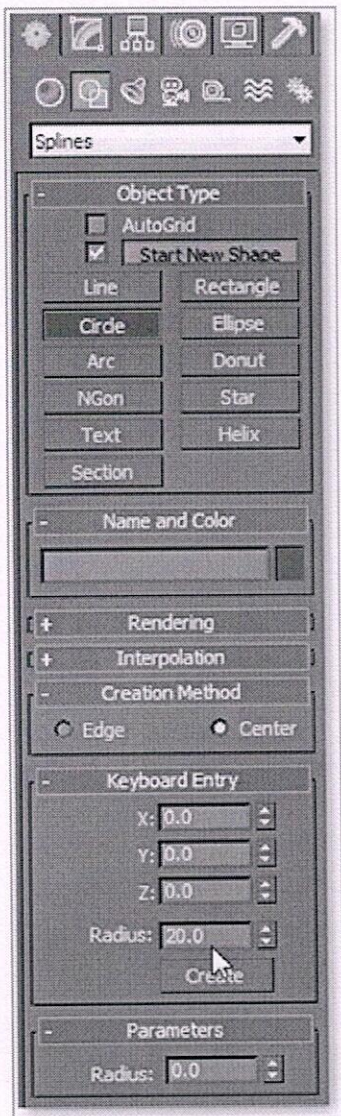 Splines
- Object Type
AutoGrid
Start New Shape
Line Rectangle
Circle Ellipse
Arc Donut
NGon Star
Text Helix
Section
- Name and Color
+ Rendering
+ Interpolation
- Creation Method
Edge Center
- Keyboard Entry
X: 0.0
Y: 0.0
Z: 0.0
Radius: 20.0
Create
- Parameters
Radius: 0.0